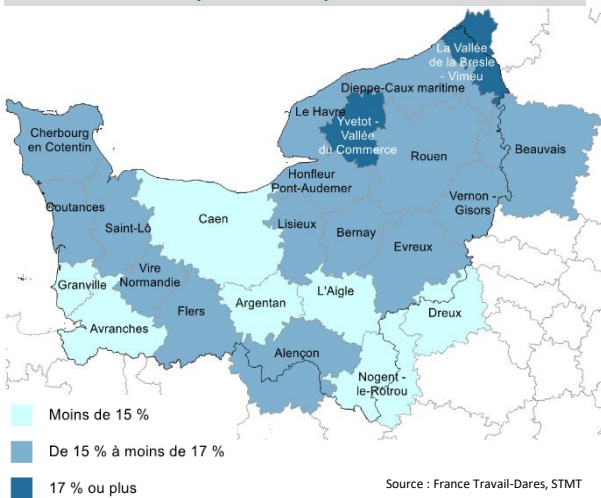 La Vallée
de la Bresle
- Vimeu
Dieppe-Caux maritime
Le Havre
Yvetot -
Vallée
du Commerce
Cherbourg
en Cotentin
Rouen
Beauvais
Honfleur
Pont-Audemer
Vernon -
Gisors
Coutances
Saint-Lô
Caen
Lisieux
Bernay
Evreux
Vire
Normandie
Granville
Flers
Argentan
L'Aigle
Dreux
Avranches
Alençon
Nogent -
le-Rotrou
Moins de 15 %
De 15 % à moins de 17 %
17 % ou plus
Source : France Travail-Dares, STMT